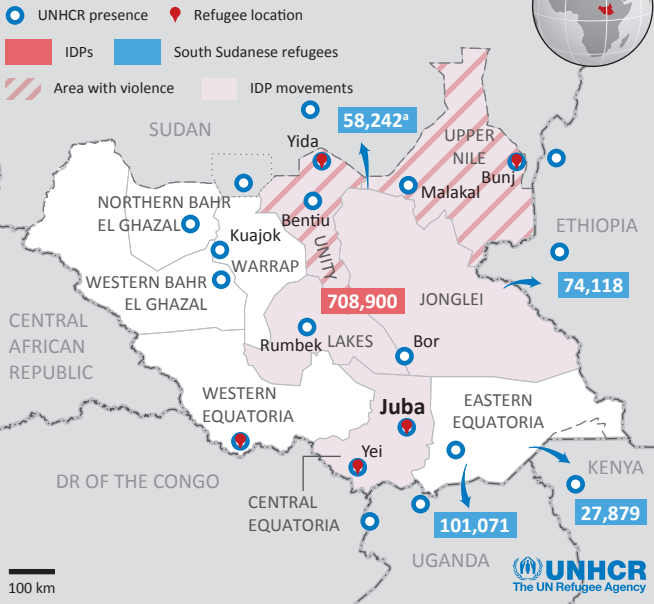 UNHCR presence
Refugee location
IDPs
South Sudanese refugees
Area with violence
IDP movements
SUDAN
58,242ᵃ
Yida
UPPER
NILE
Bunj
Malakal
NORTHERN BAHR
EL GHAZAL
Bentiu
ETHIOPIA
Kuajok
UNITY
WARRAP
WESTERN BAHR
EL GHAZAL
74,118
708,900
JONGLEI
CENTRAL
AFRICAN
REPUBLIC
Rumbek
LAKES
Bor
WESTERN
EQUATORIA
Juba
EASTERN
EQUATORIA
Yei
KENYA
DR OF THE CONGO
CENTRAL
EQUATORIA
101,071
27,879
UGANDA
UNHCR
The UN Refugee Agency
100 km